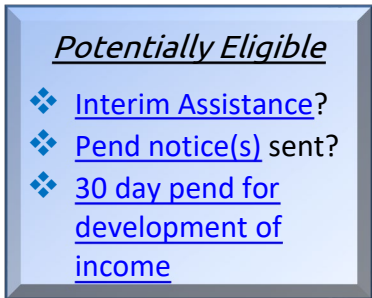 Potentially Eligible
❖ Interim Assistance?
❖ Pend notice(s) sent?
❖ 30 day pend for
development of
income